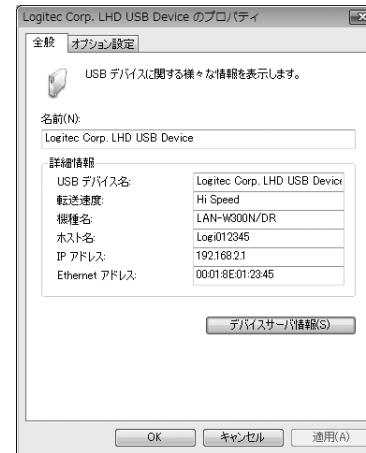 Logitec Corp. LHD USB Device のプロパティ
全般 オプション設定
USB デバイスに関する様々な情報を表示します。
名前(N):
Logitec Corp. LHD USB Device
詳細情報
USB デバイス名: Logitec Corp. LHD USB Device
転送速度: Hi Speed
機種名: LAN-W300N/DR
ホスト名: Logi012345
IP アドレス: 192.168.2.1
Ethernet アドレス: 00:01:8E:01:23:45
デバイスサーバ情報(S)
OK キャンセル 適用(A)